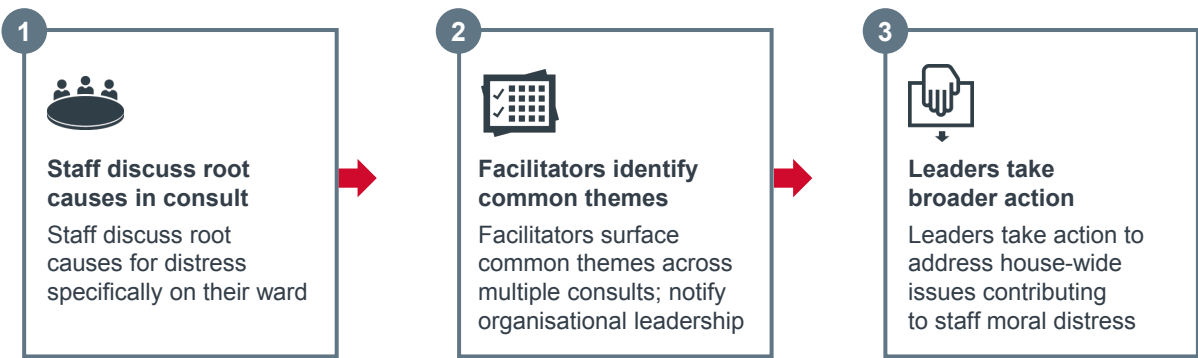 1
Staff discuss root
causes in consult
Staff discuss root
causes for distress
specifically on their ward
2
Facilitators identify
common themes
Facilitators surface
common themes across
multiple consults; notify
organisational leadership
3
Leaders take
broader action
Leaders take action to
address house-wide
issues contributing
to staff moral distress